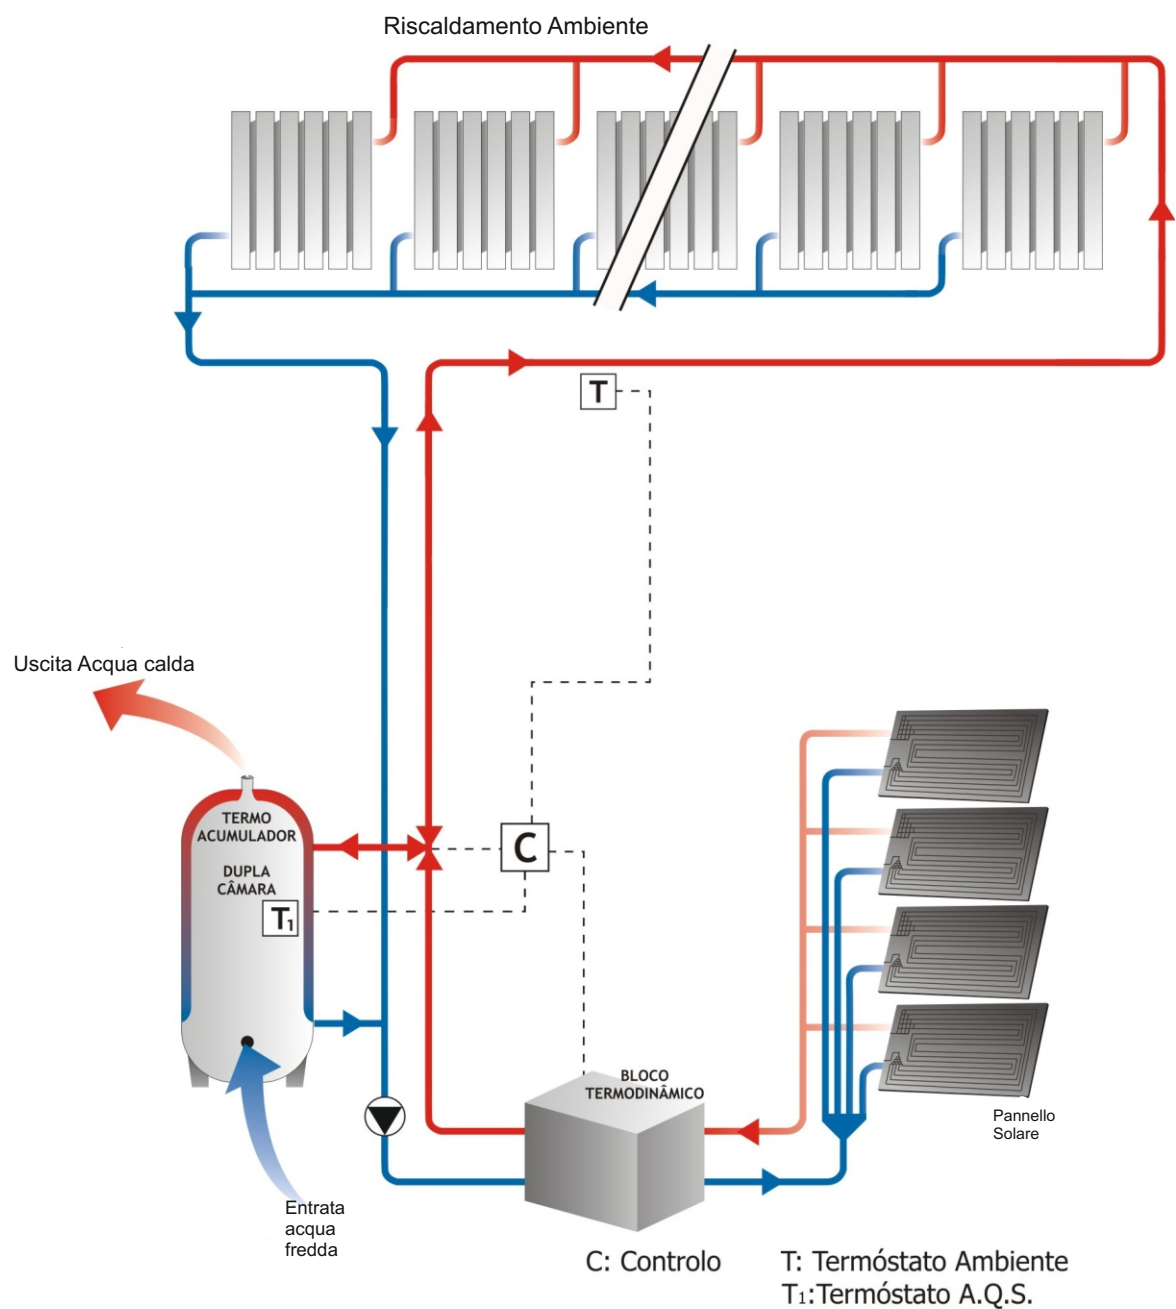 Riscaldamento Ambiente
T
Uscita Acqua calda
TERMO
ACUMULADOR
DUPLA
CÂMARA
T1
C
BLOCO
TERMODINÂMICO
Pannello
Solare
Entrata
acqua
fredda
C: Controlo
T: Termóstato Ambiente
T1:Termóstato A.Q.S.